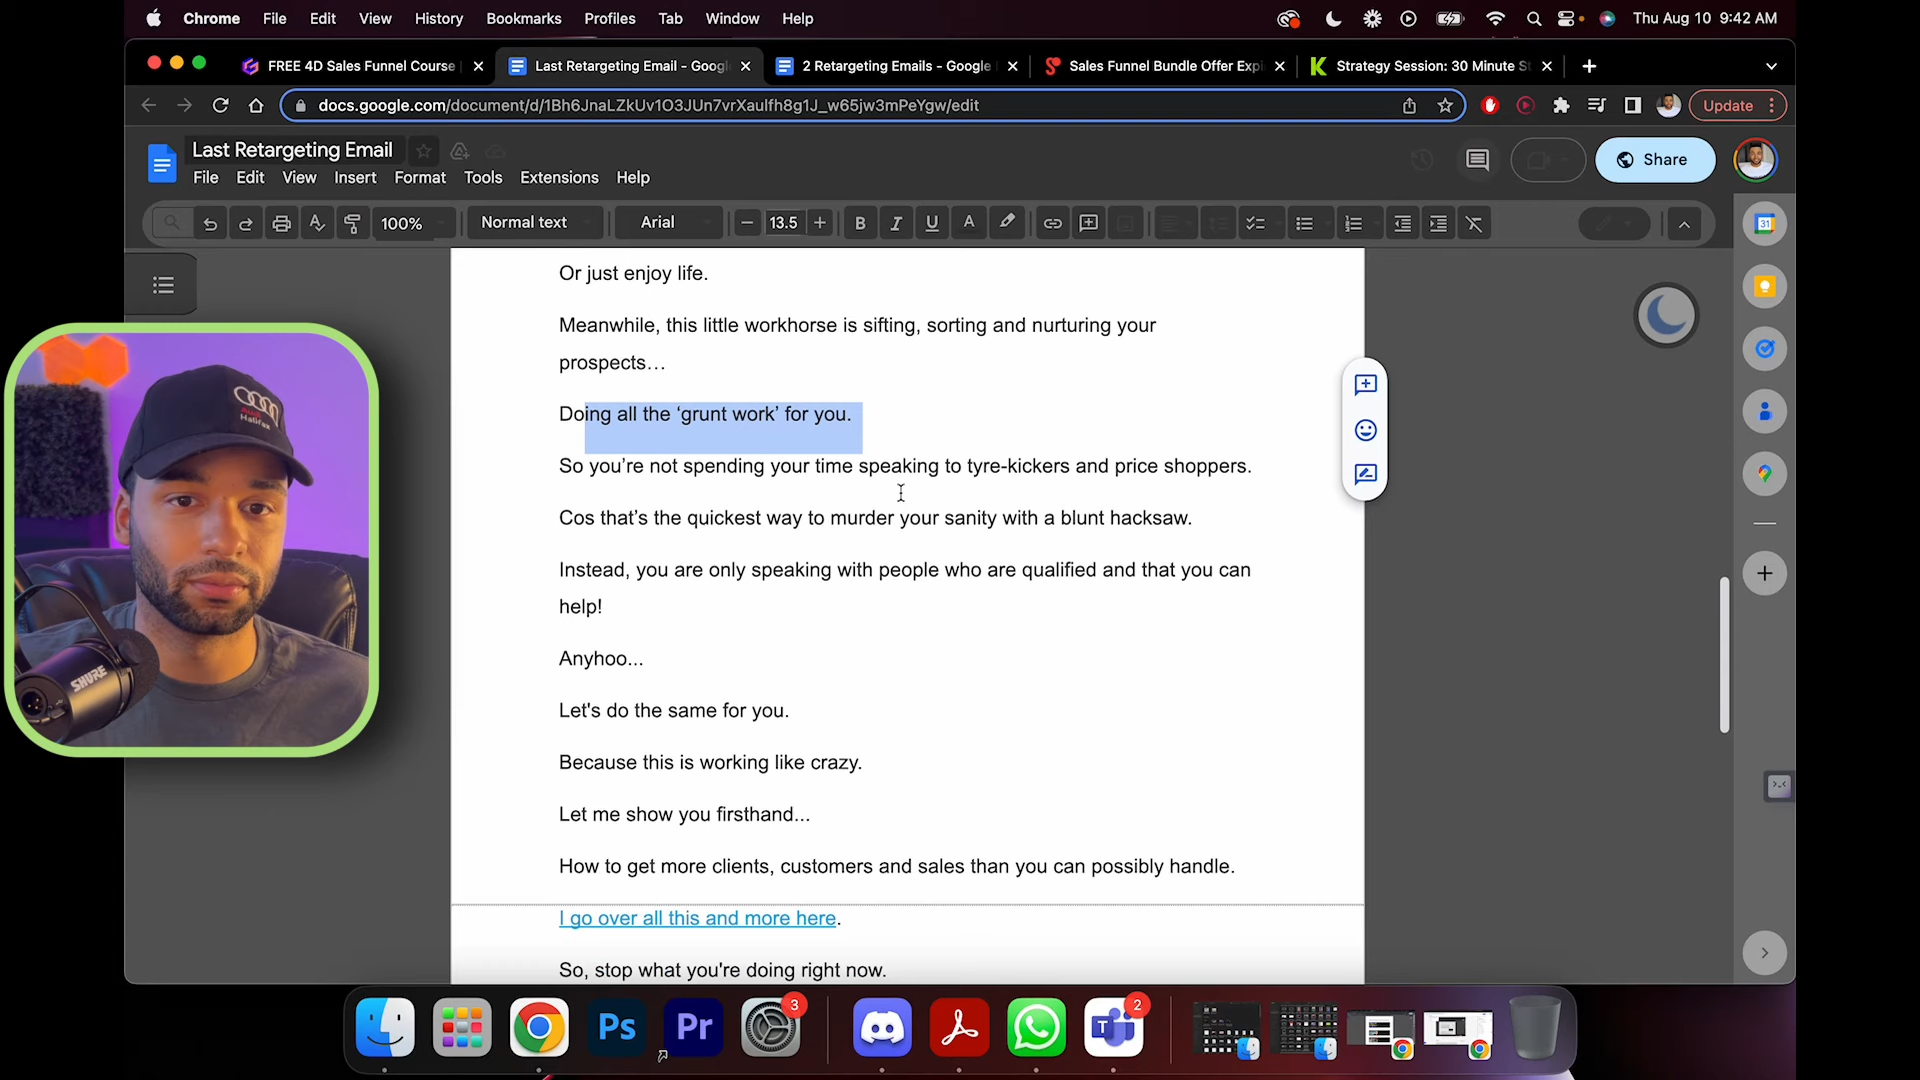 Chrome File Edit View History Bookmarks Profiles Tab Window Help
Thu Aug 10 9:42 AM
FREE 4D Sales Funnel Course
Last Retargeting Email - Googl
2 Retargeting Emails - Google
Sales Funnel Bundle Offer Expi
Strategy Session: 30 Minute St
docs.google.com/document/d/1Bh6JnaLZkUv1O3JUn7vrXaulfh8g1J_w65jw3mPeYgw/edit
Update
Last Retargeting Email
File Edit View Insert Format Tools Extensions Help
Share
100% Normal text Arial 13.5 B I U A
31
Or just enjoy life.
Meanwhile, this little workhorse is sifting, sorting and nurturing your
prospects…
Doing all the ‘grunt work’ for you.
So you’re not spending your time speaking to tyre-kickers and price shoppers.
Cos that’s the quickest way to murder your sanity with a blunt hacksaw.
Instead, you are only speaking with people who are qualified and that you can
help!
Anyhoo...
Let's do the same for you.
Because this is working like crazy.
Let me show you firsthand...
How to get more clients, customers and sales than you can possibly handle.
I go over all this and more here.
So, stop what you're doing right now.
Audi
Halifax
SHURE
Ps
Pr
3
T
2